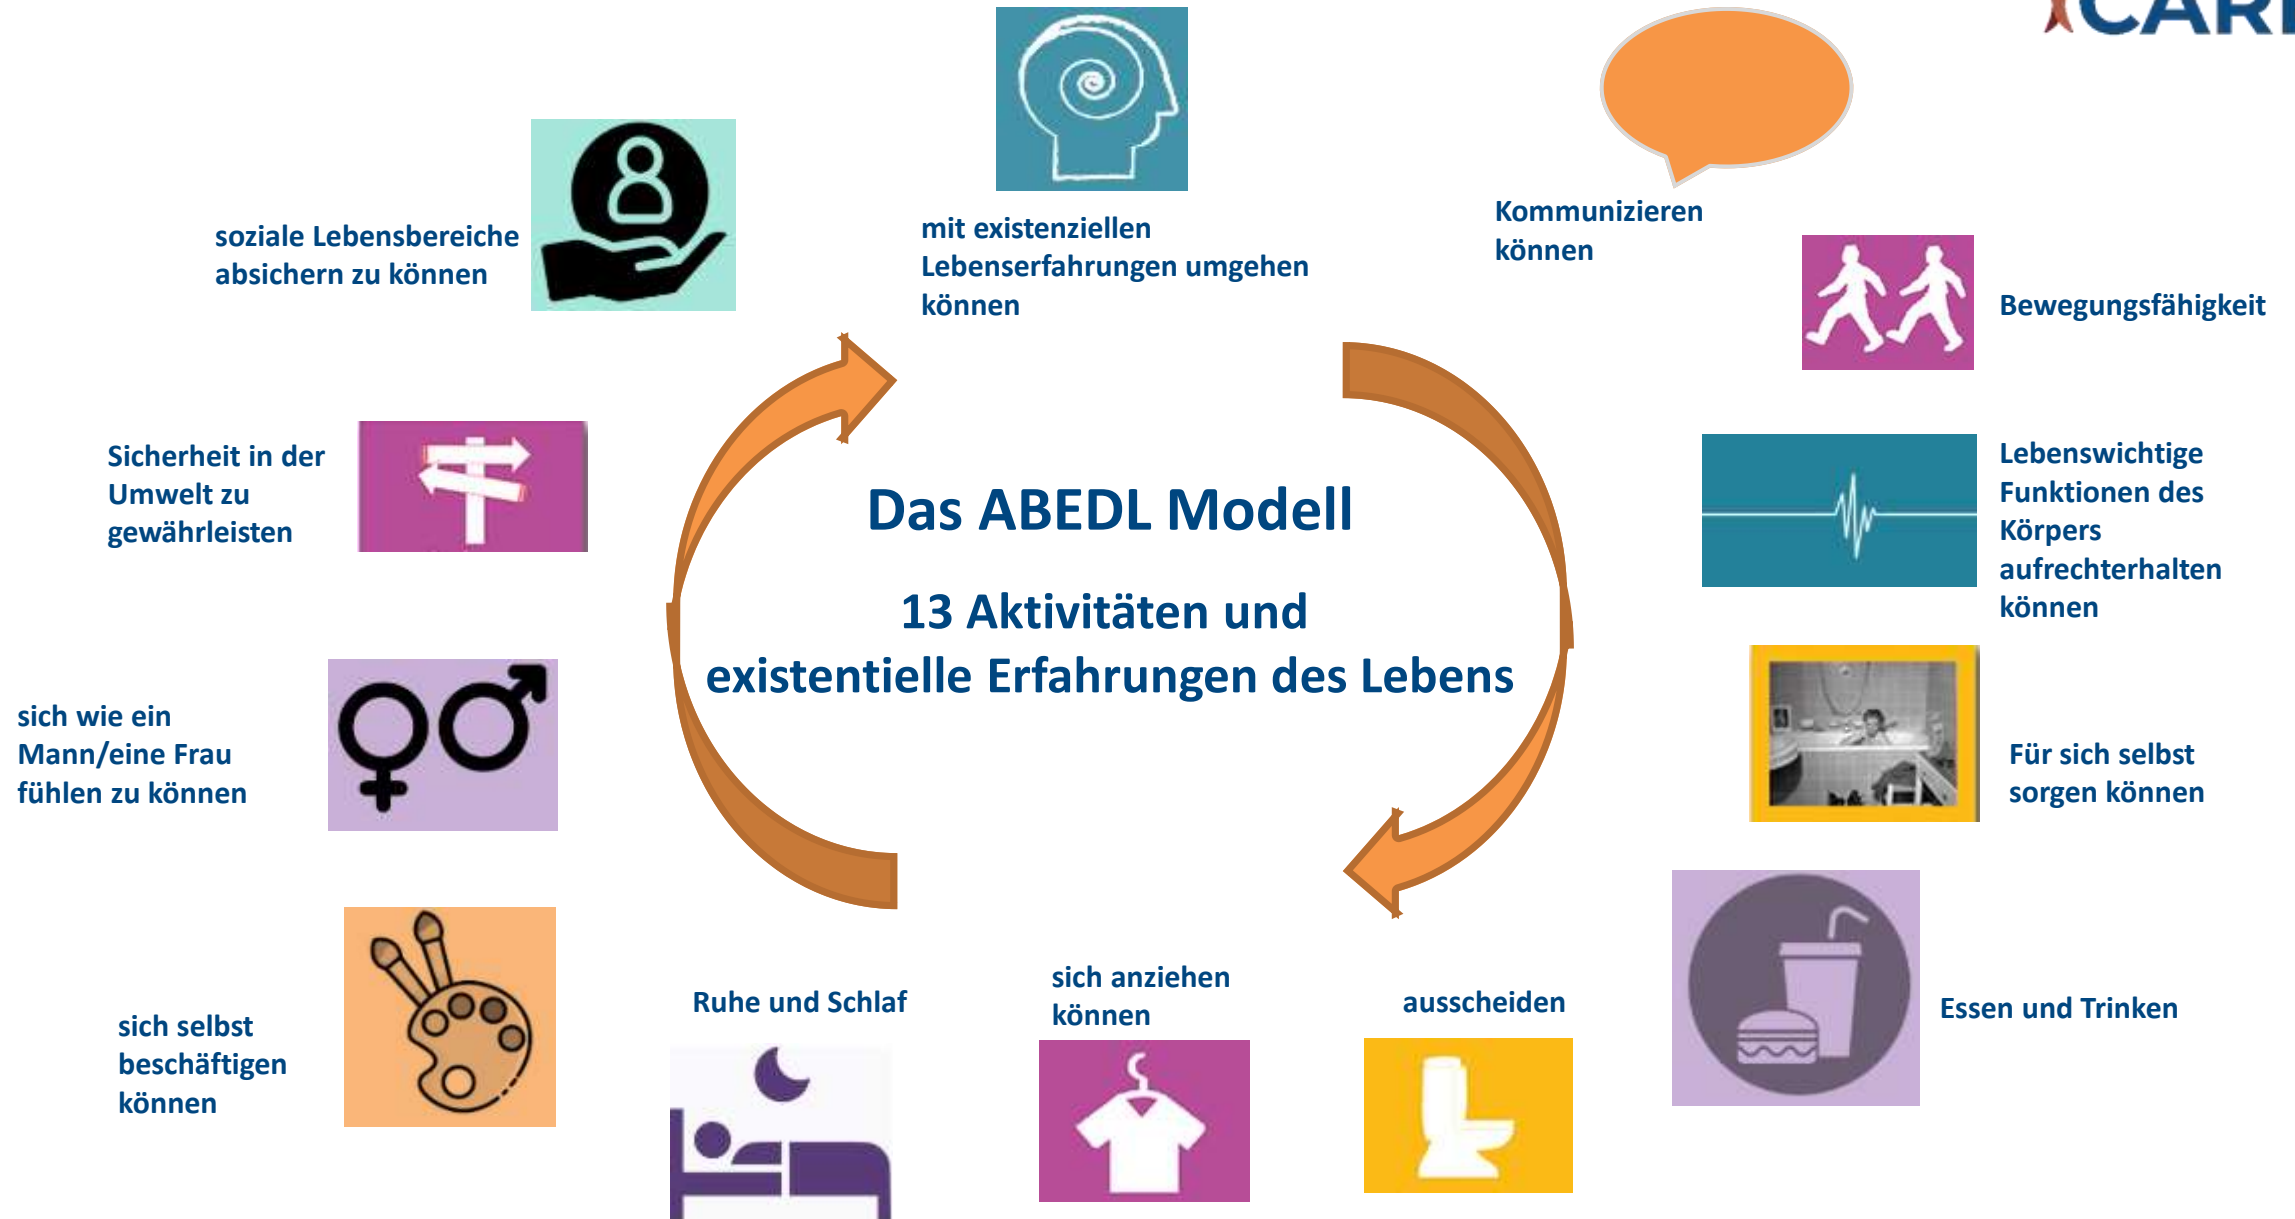 CARE
mit existenziellen
Lebenserfahrungen umgehen
können
Kommunizieren
können
Bewegungsfähigkeit
Lebenswichtige
Funktionen des
Körpers
aufrechterhalten
können
Für sich selbst
sorgen können
Essen und Trinken
ausscheiden
sich anziehen
können
Ruhe und Schlaf
sich selbst
beschäftigen
können
sich wie ein
Mann/eine Frau
fühlen zu können
Sicherheit in der
Umwelt zu
gewährleisten
soziale Lebensbereiche
absichern zu können
Das ABEDL Modell
13 Aktivitäten und
existentielle Erfahrungen des Lebens